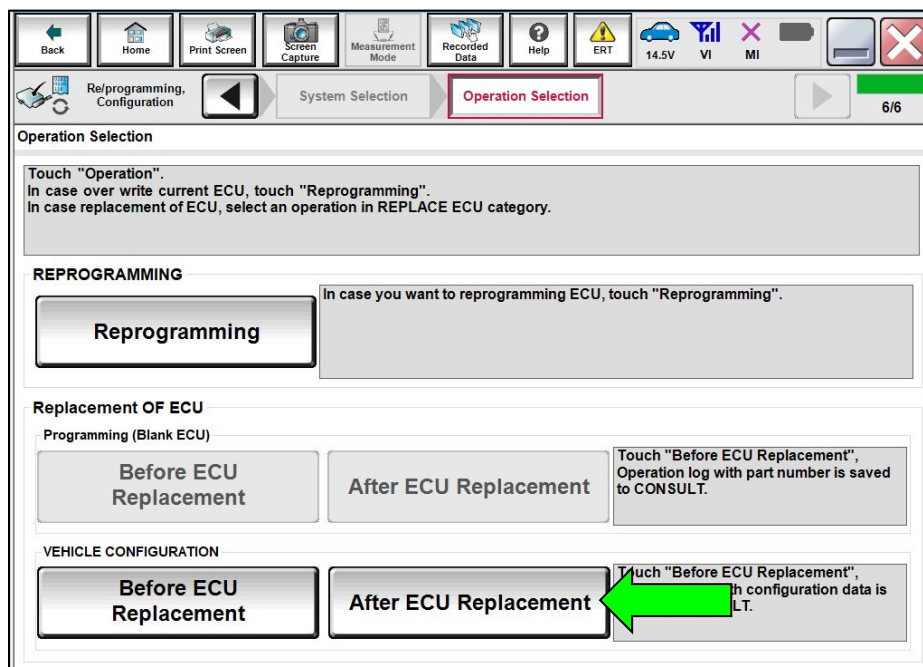 Back
Home
Print Screen
Screen
Capture
Measurement
Mode
Recorded
Data
Help
ERT
14.5V
VI
MI
Re/programming,
Configuration
System Selection
Operation Selection
6/6
Operation Selection
Touch "Operation".
In case over write current ECU, touch "Reprogramming".
In case replacement of ECU, select an operation in REPLACE ECU category.
REPROGRAMMING
Reprogramming
In case you want to reprogramming ECU, touch "Reprogramming".
Replacement OF ECU
Programming (Blank ECU)
Before ECU
Replacement
After ECU Replacement
Touch "Before ECU Replacement",
Operation log with part number is saved
to CONSULT.
VEHICLE CONFIGURATION
Before ECU
Replacement
After ECU Replacement
Touch "Before ECU Replacement",
configuration data is